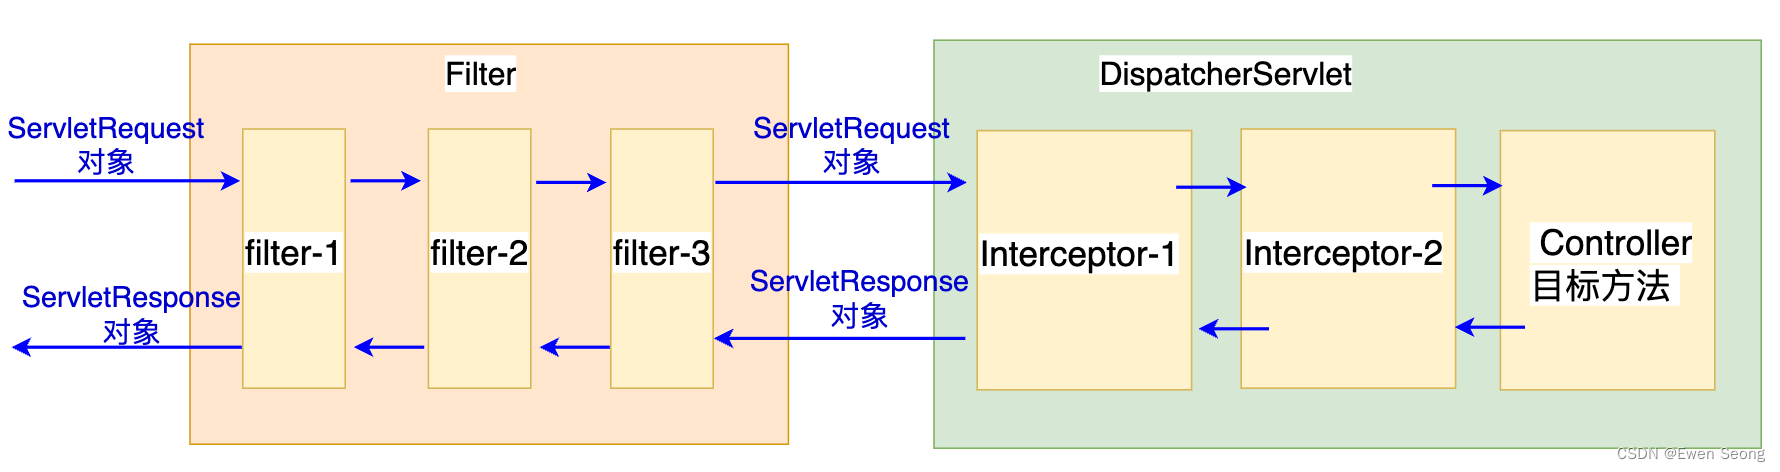 Filter
DispatcherServlet
ServletRequest
对象
ServletRequest
对象
filter-1
filter-2
filter-3
Interceptor-1
Interceptor-2
Controller
目标方法
ServletResponse
对象
ServletResponse
对象
CSDN @Ewen Seong